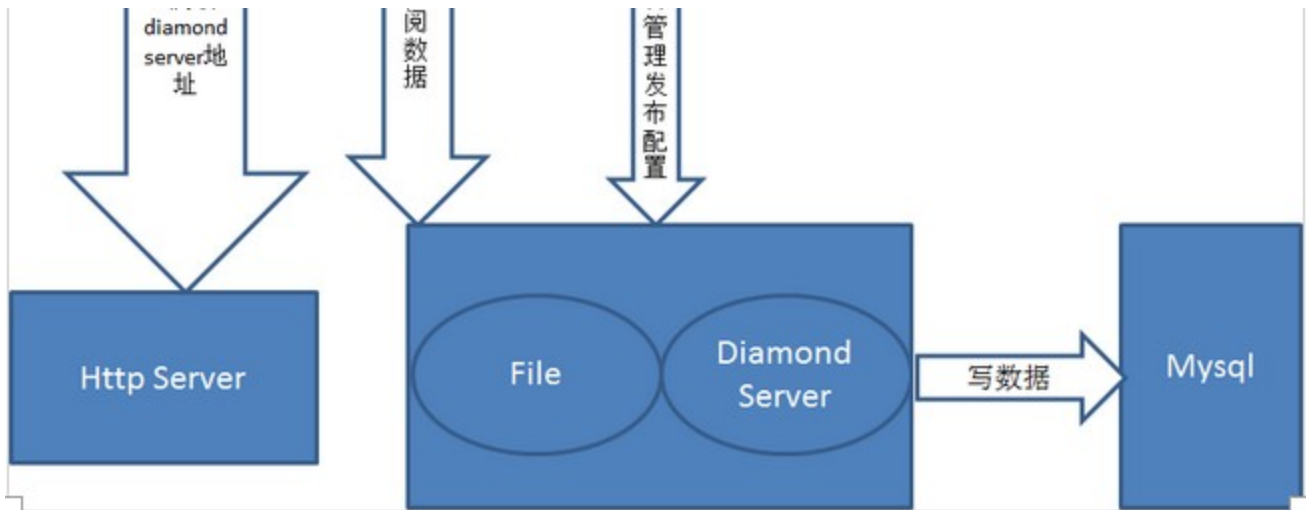 diamond
server地
址
阅
数
据
管
理
发
布
配
置
Http Server
File
Diamond
Server
写数据
Mysql